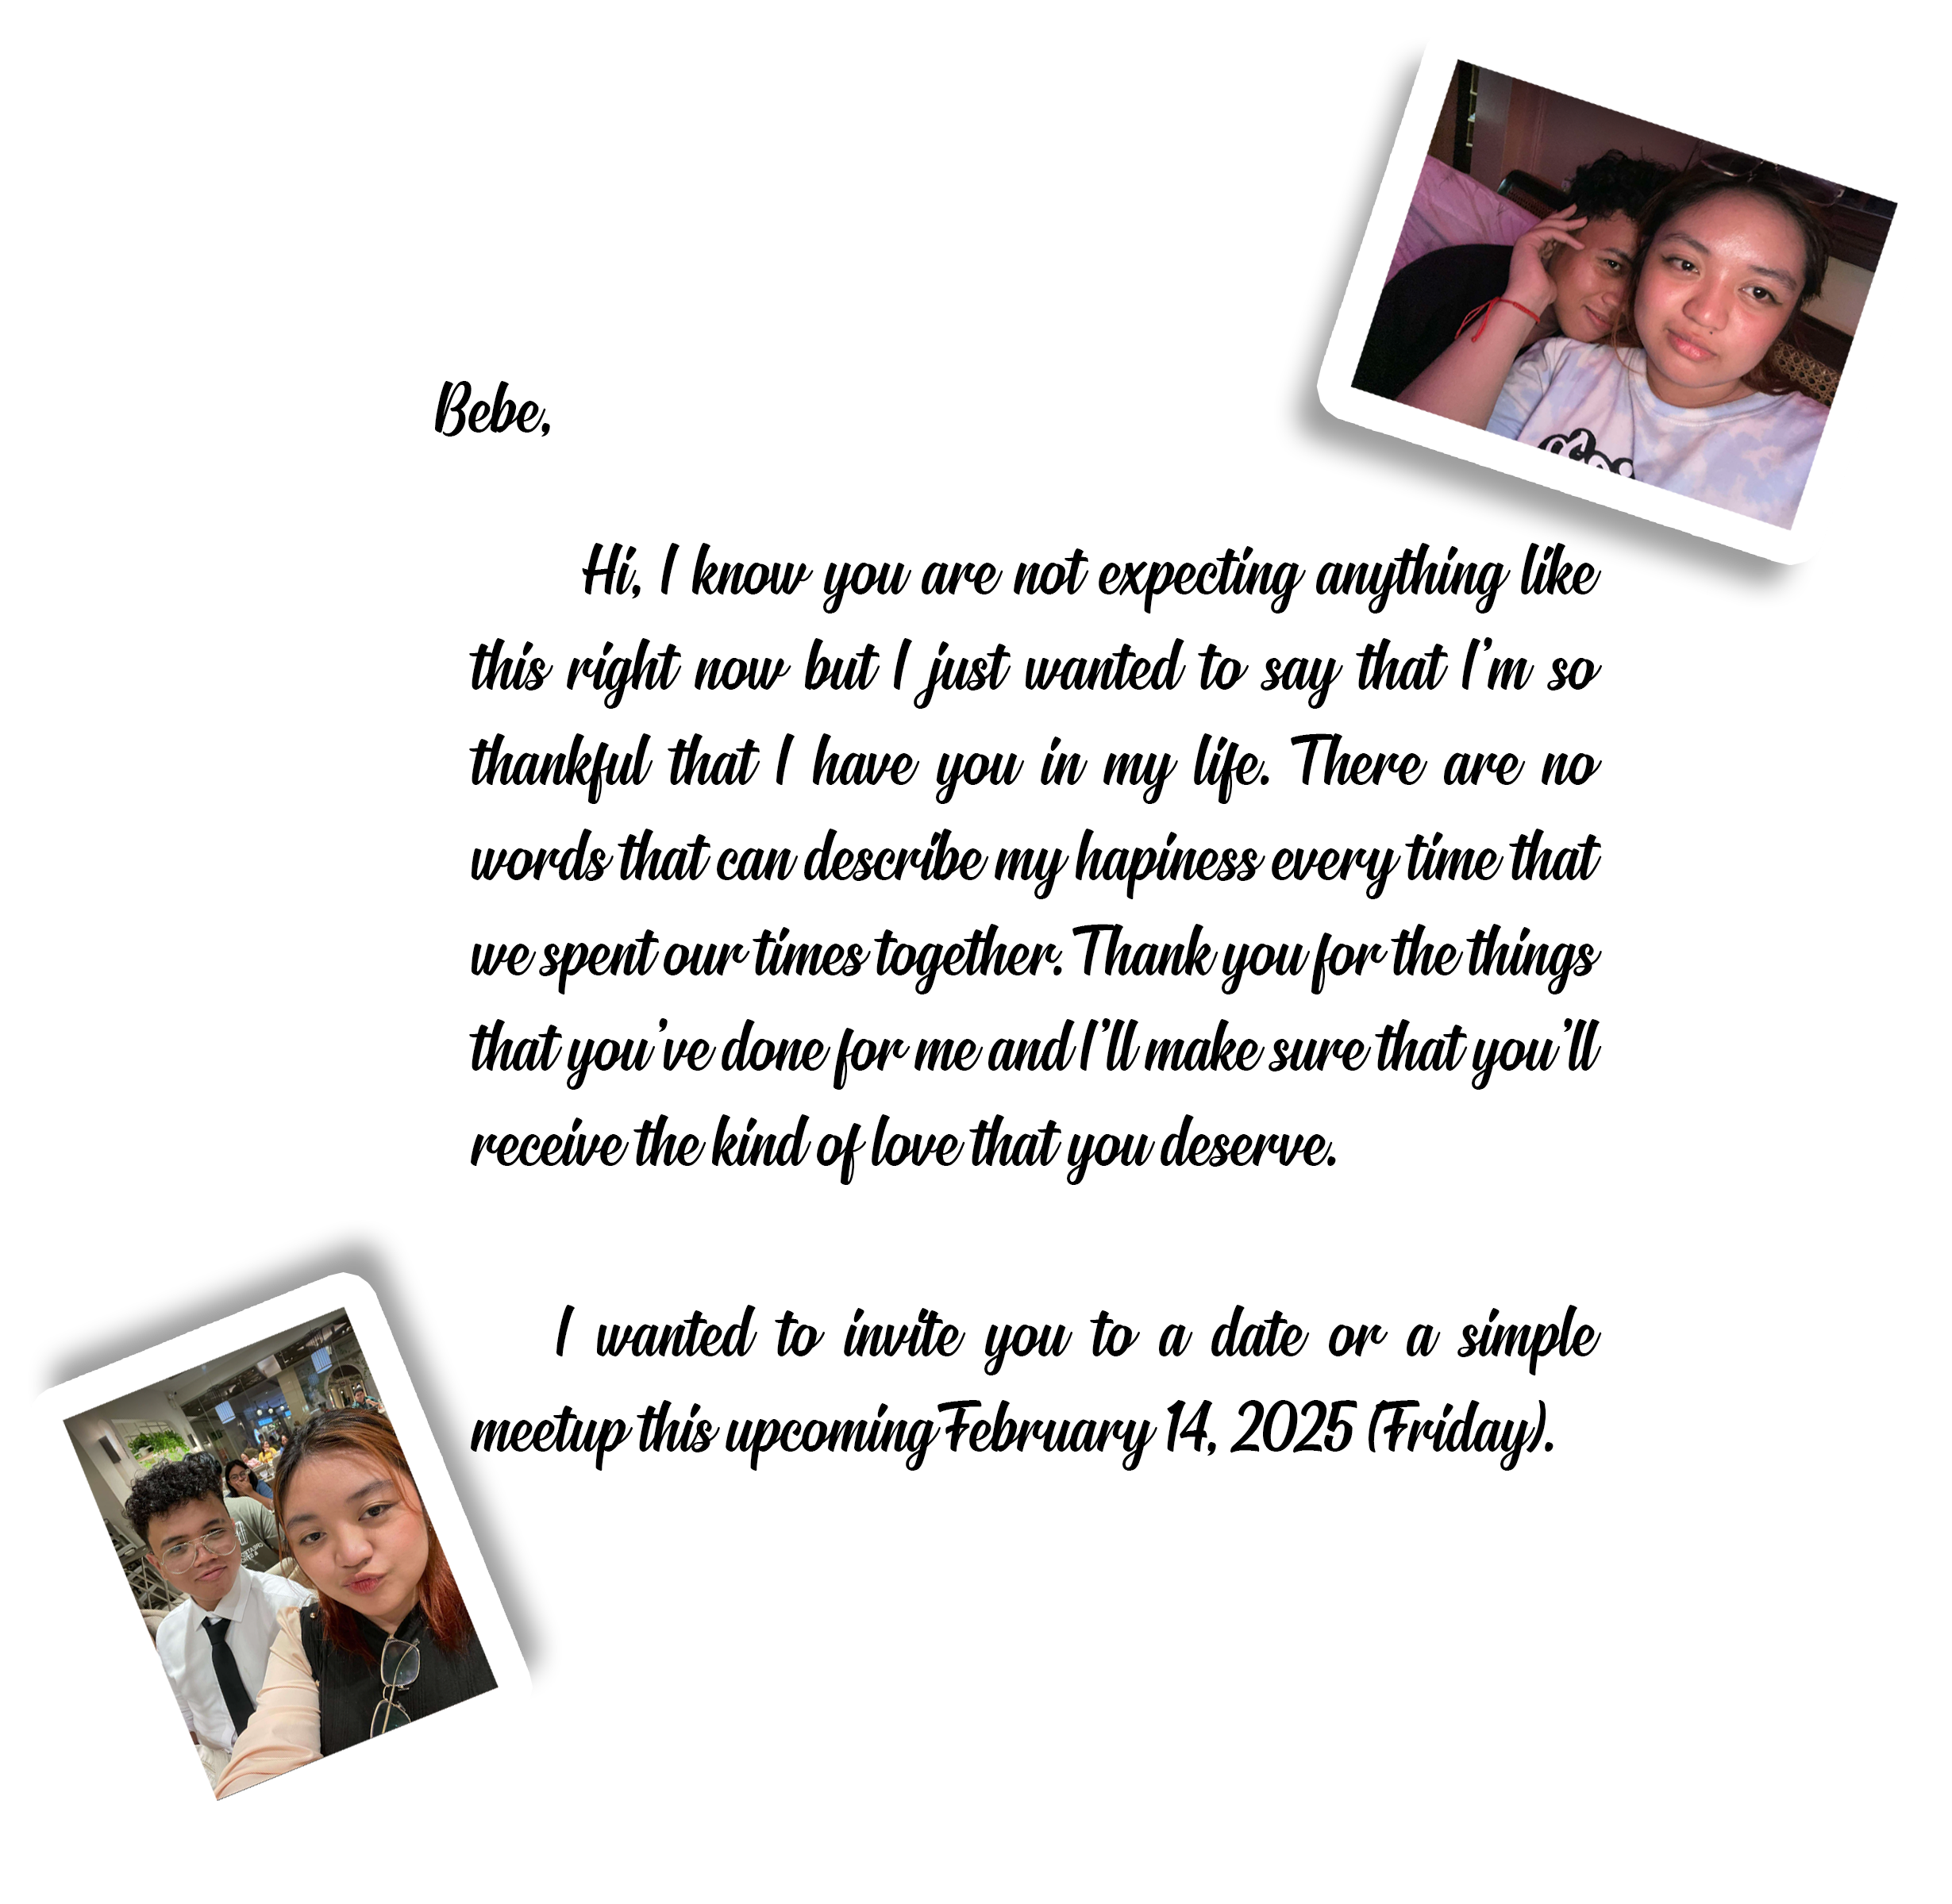 Bebe,
Hi, I know you are not expecting anything like
this right now but I just wanted to say that I'm so
thankful that I have you in my life. There are no
words that can describe my hapiness every time that
we spent our times together. Thank you for the things
that you've done for me and I'll make sure that you'll
receive the kind of love that you deserve.
I wanted to invite you to a date or a simple
meetup this upcoming February 14, 2025 (Friday).